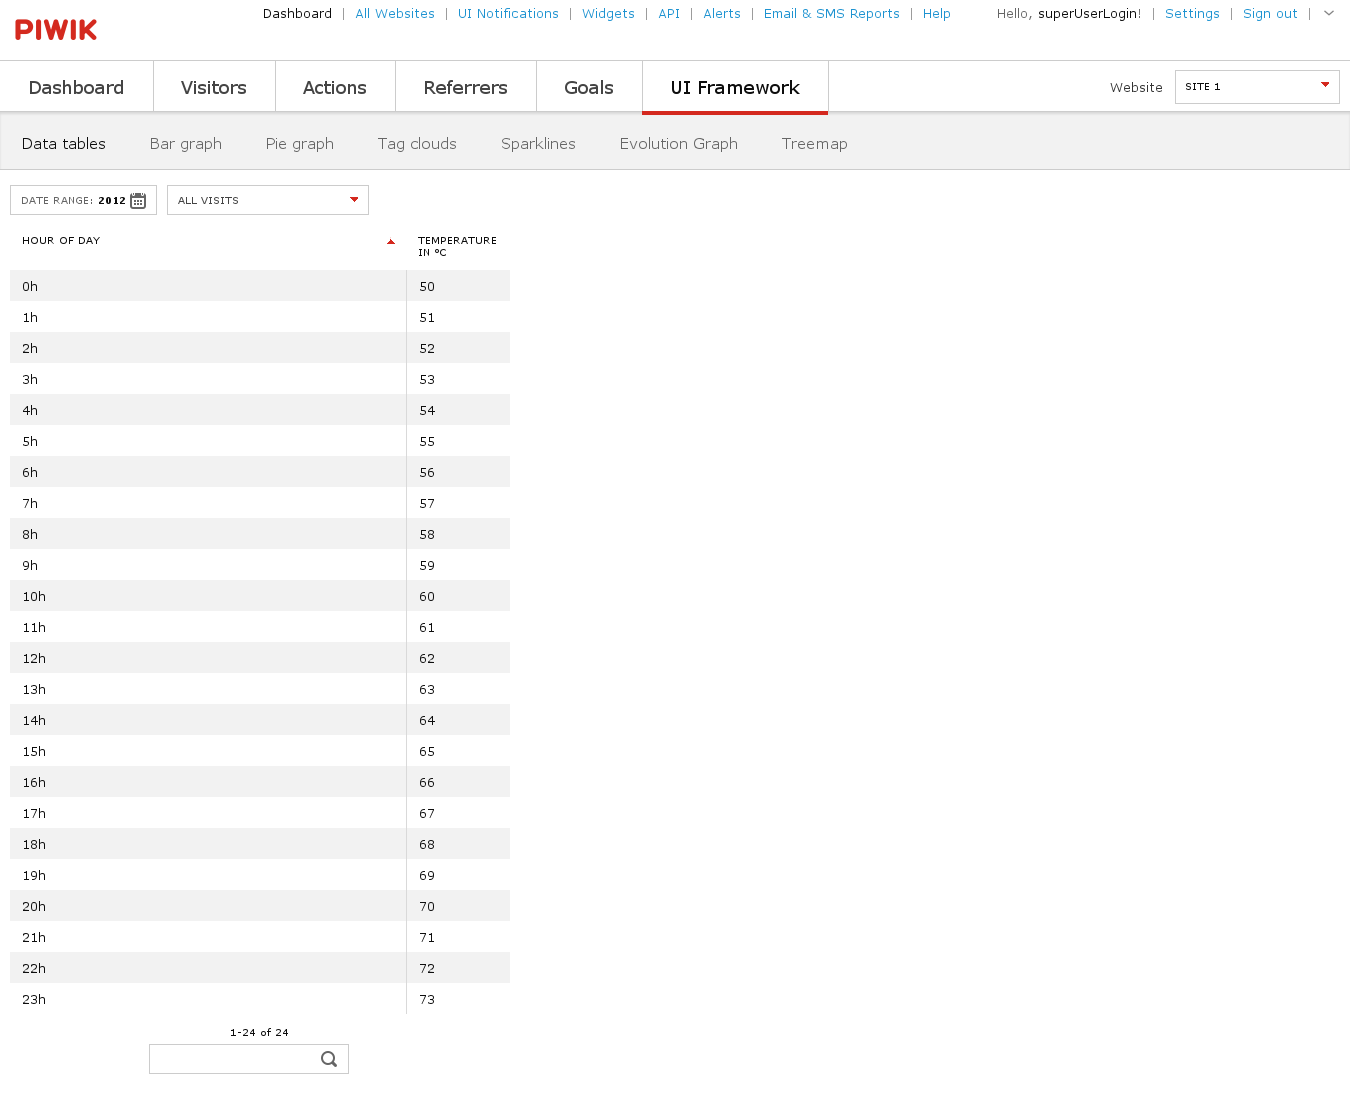 PIWIK
Dashboard | All Websites | UI Notifications | Widgets | API | Alerts | Email & SMS Reports | Help
Hello, superUserLogin! | Settings | Sign out |
Dashboard Visitors Actions Referrers Goals UI Framework
Website SITE 1
Data tables Bar graph Pie graph Tag clouds Sparklines Evolution Graph Treemap
DATE RANGE: 2012 ALL VISITS
HOUR OF DAY TEMPERATURE
IN °C
0h 50
1h 51
2h 52
3h 53
4h 54
5h 55
6h 56
7h 57
8h 58
9h 59
10h 60
11h 61
12h 62
13h 63
14h 64
15h 65
16h 66
17h 67
18h 68
19h 69
20h 70
21h 71
22h 72
23h 73
1-24 of 24